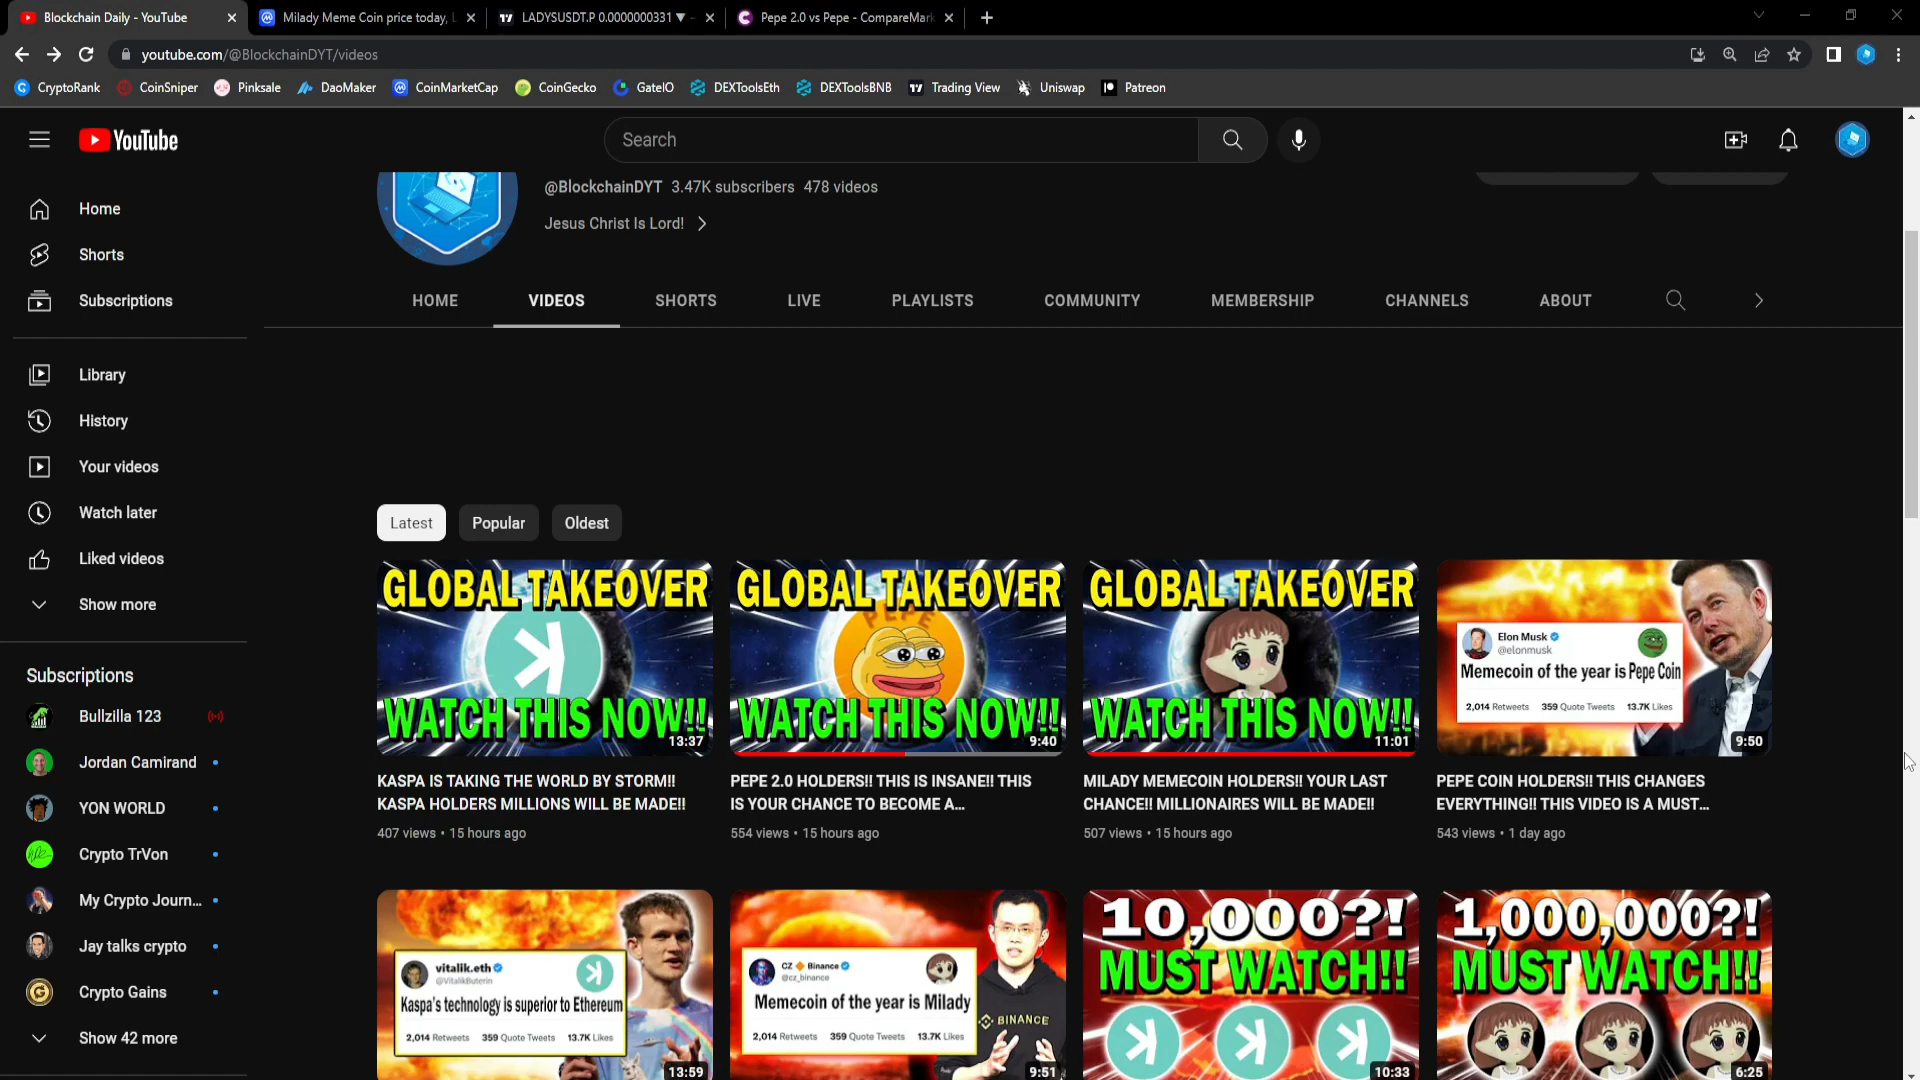 Blockchain Daily - YouTube
Milady Meme Coin price today, L
LADYSUSDT.P 0.0000000331 ▼ -
Pepe 2.0 vs Pepe - CompareMark
youtube.com/@BlockchainDYT/videos
CryptoRank
CoinSniper
Pinksale
DaoMaker
CoinMarketCap
CoinGecko
GateIO
DEXToolsEth
DEXToolsBNB
Trading View
Uniswap
Patreon
YouTube
Search
@BlockchainDYT 3.47K subscribers 478 videos
Jesus Christ Is Lord!
HOME
VIDEOS
SHORTS
LIVE
PLAYLISTS
COMMUNITY
MEMBERSHIP
CHANNELS
ABOUT
Home
Shorts
Subscriptions
Library
History
Your videos
Watch later
Liked videos
Show more
Subscriptions
Bullzilla 123
Jordan Camirand
YON WORLD
Crypto TrVon
My Crypto Journ...
Jay talks crypto
Crypto Gains
Show 42 more
Latest
Popular
Oldest
GLOBAL TAKEOVER
WATCH THIS NOW!!
13:37
KASPA IS TAKING THE WORLD BY STORM!!
KASPA HOLDERS MILLIONS WILL BE MADE!!
407 views • 15 hours ago
GLOBAL TAKEOVER
PEPE
WATCH THIS NOW!!
9:40
PEPE 2.0 HOLDERS!! THIS IS INSANE!! THIS
IS YOUR CHANCE TO BECOME A...
554 views • 15 hours ago
GLOBAL TAKEOVER
WATCH THIS NOW!!
11:01
MILADY MEMECOIN HOLDERS!! YOUR LAST
CHANCE!! MILLIONAIRES WILL BE MADE!!
507 views • 15 hours ago
Elon Musk
@elonmusk
Memecoin of the year is Pepe Coin
2,014 Retweets 359 Quote Tweets 13.7K Likes
9:50
PEPE COIN HOLDERS!! THIS CHANGES
EVERYTHING!! THIS VIDEO IS A MUST...
543 views • 1 day ago
vitalik.eth
@VitalikButerin
Kaspa's technology is superior to Ethereum
2,014 Retweets 359 Quote Tweets 13.7K Likes
13:59
CZ 🔶 Binance
@cz_binance
Memecoin of the year is Milady
2,014 Retweets 359 Quote Tweets 13.7K Likes
BINANCE
9:51
10,000?!
MUST WATCH!!
10:33
1,000,000?!
MUST WATCH!!
6:25